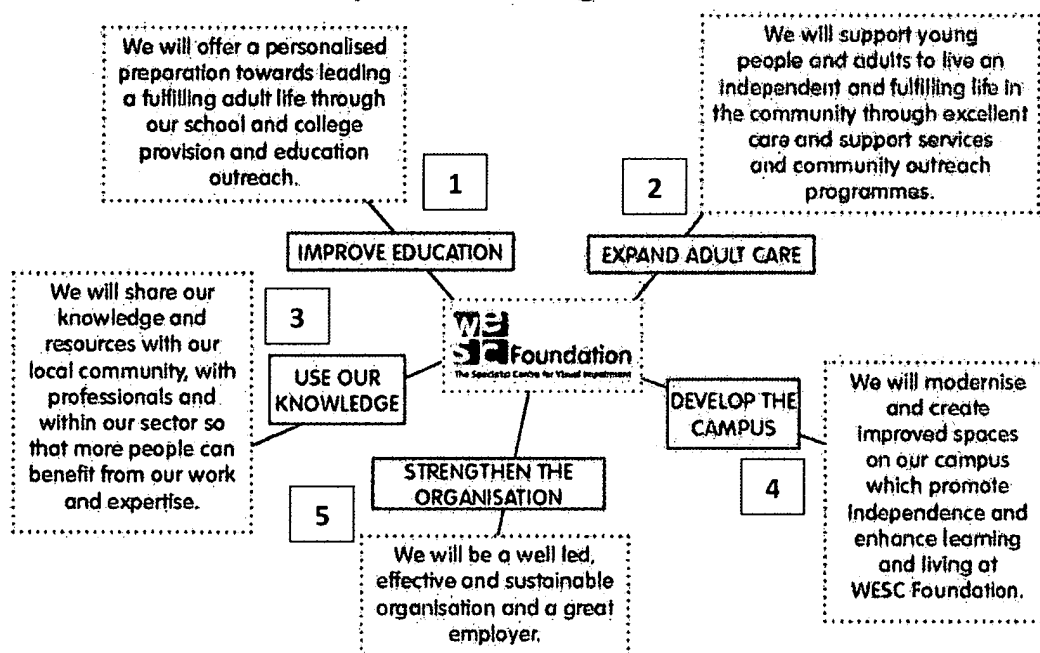 We will offer a personalised
preparation towards leading
a fulfilling adult life through
our school and college
provision and education
outreach.
1
IMPROVE EDUCATION
We will support young
people and adults to live an
independent and fulfilling life in
the community through excellent
care and support services
and community outreach
programmes.
2
EXPAND ADULT CARE
We SC Foundation
The Specialist Centre for Visual Impairment
We will share our
knowledge and
resources with our
local community, with
professionals and
within our sector so
that more people can
benefit from our work
and expertise.
3
USE OUR
KNOWLEDGE
DEVELOP THE
CAMPUS
4
We will modernise
and create
improved spaces
on our campus
which promote
independence and
enhance learning
and living at
WESC Foundation.
STRENGTHEN THE
ORGANISATION
5
We will be a well led,
effective and sustainable
organisation and a great
employer.